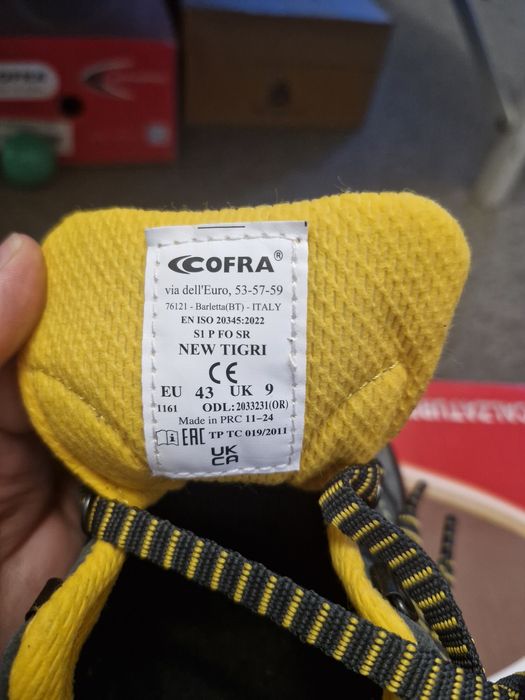 COFRA
COFRA®
via dell'Euro, 53-57-59
76121 - Barletta(BT) - ITALY
EN ISO 20345:2022
S1 P FO SR
NEW TIGRI
CE
EU 43 UK 9
1161 ODL:2033231(OR)
Made in PRC 11-24
EAC TP TC 019/2011
UK
CA